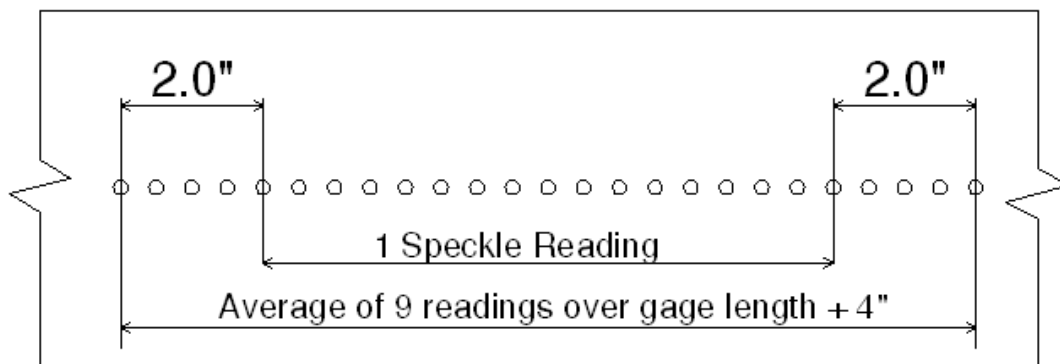 2.0" 2.0"
1 Speckle Reading
Average of 9 readings over gage length + 4"